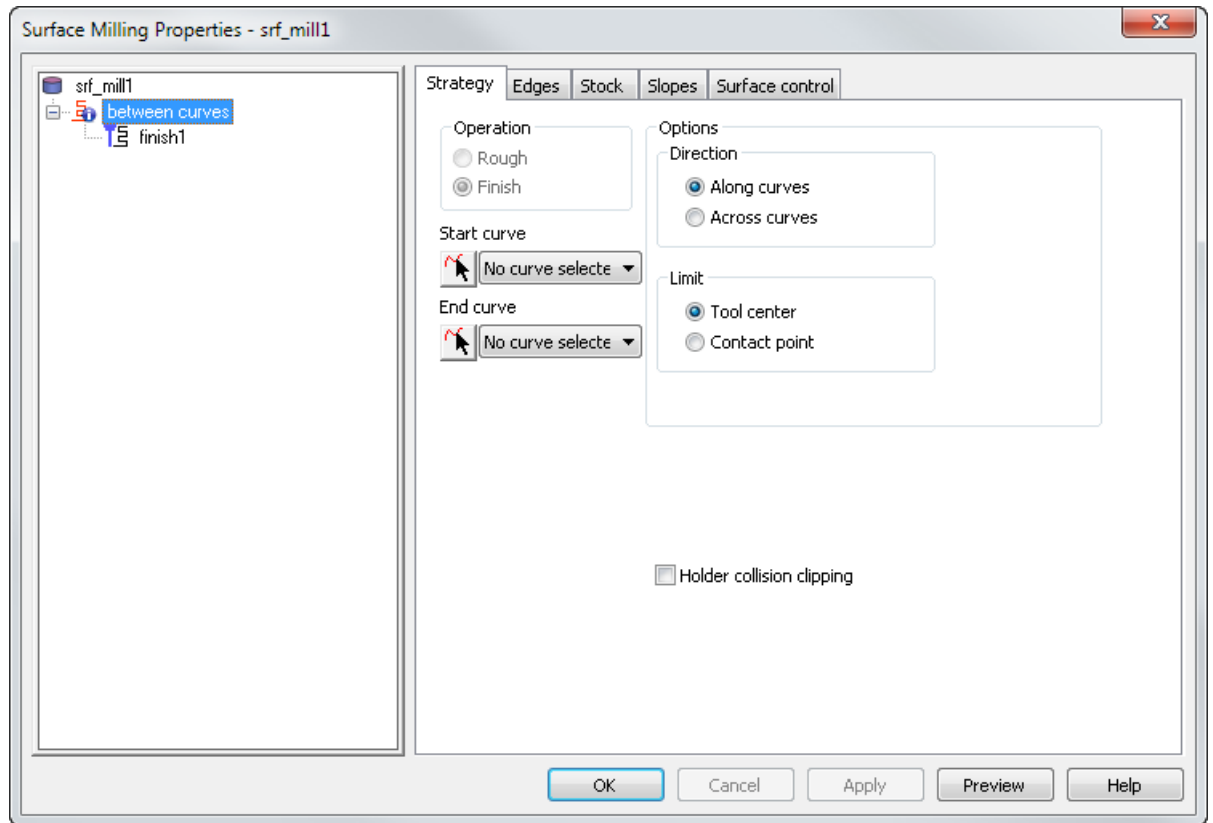 Surface Milling Properties - srf_mill1
srf_mill1
between curves
finish1
Strategy Edges Stock Slopes Surface control
Operation
Rough
Finish
Start curve
No curve selecte
End curve
No curve selecte
Options
Direction
Along curves
Across curves
Limit
Tool center
Contact point
Holder collision clipping
OK Cancel Apply Preview Help